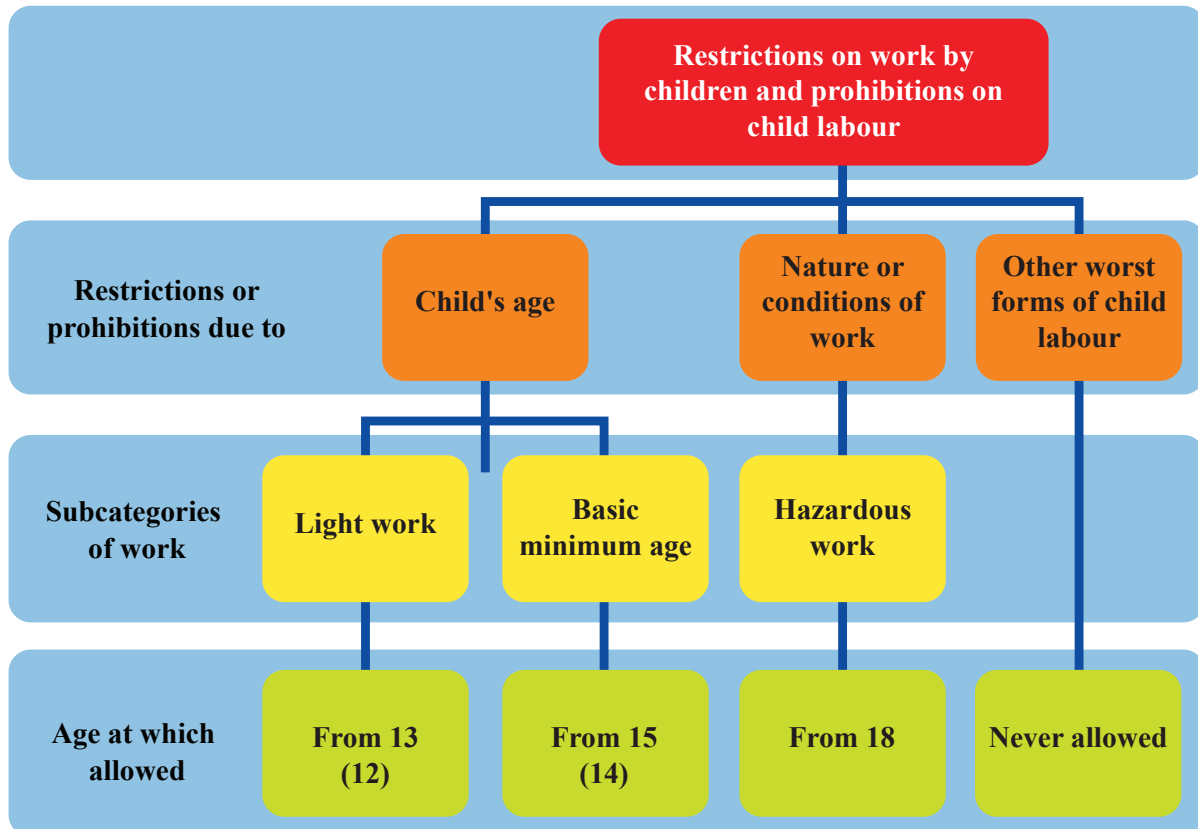 Restrictions on work by
children and prohibitions on
child labour
Restrictions or
prohibitions due to
Child's age
Nature or
conditions of
work
Other worst
forms of child
labour
Subcategories
of work
Light work
Basic
minimum age
Hazardous
work
Age at which
allowed
From 13
(12)
From 15
(14)
From 18
Never allowed